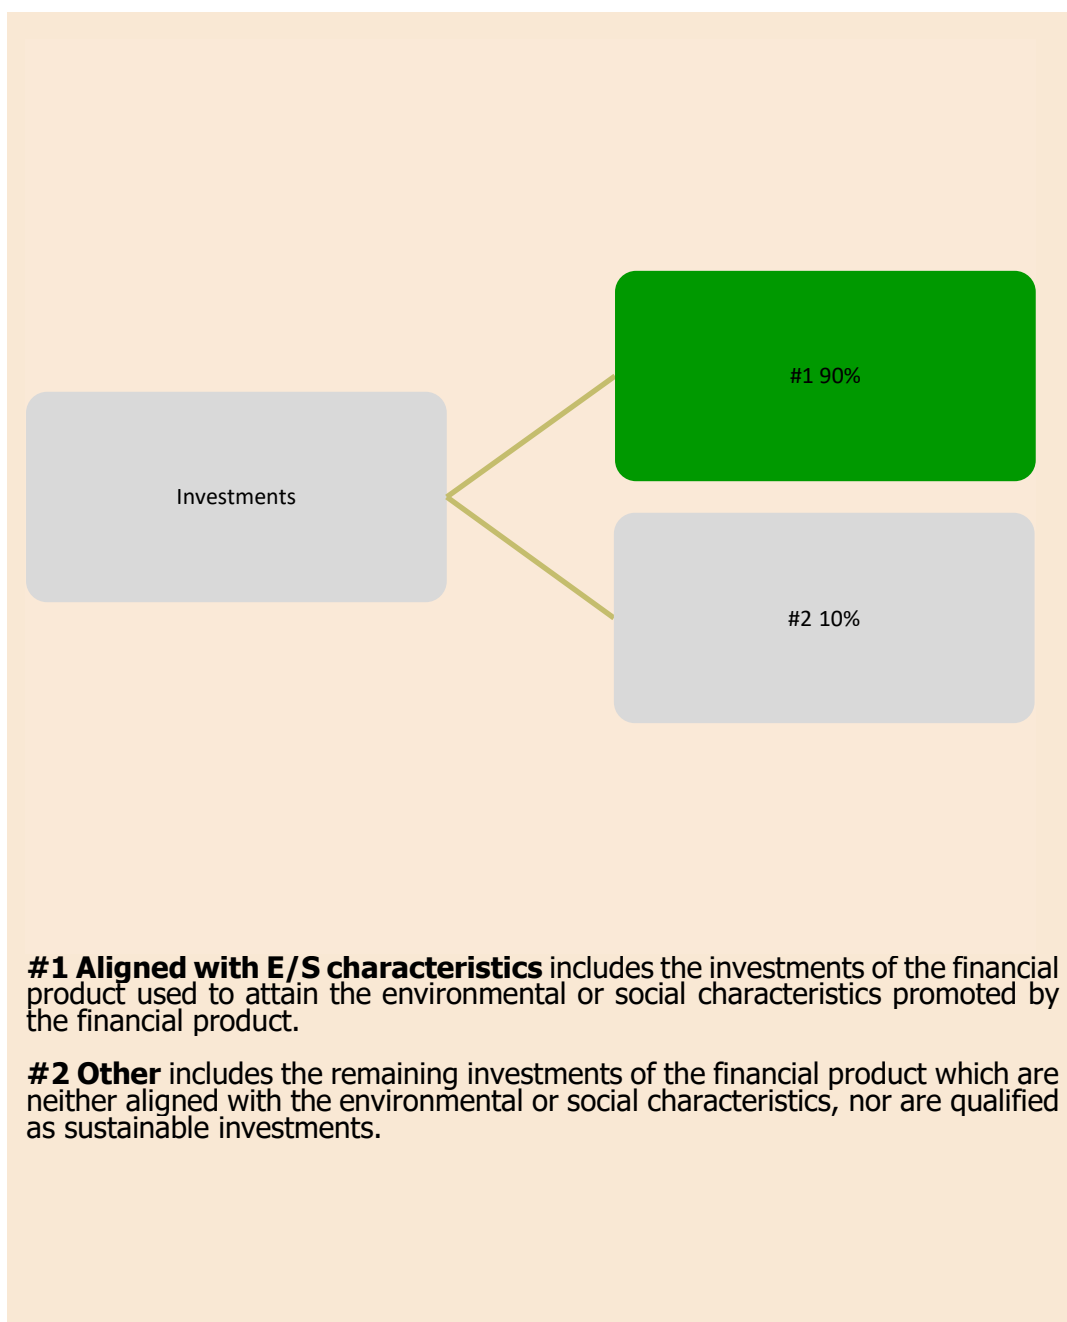 #1 90%
Investments
#2 10%
#1 Aligned with E/S characteristics includes the investments of the financial
product used to attain the environmental or social characteristics promoted by
the financial product.
#2 Other includes the remaining investments of the financial product which are
neither aligned with the environmental or social characteristics, nor are qualified
as sustainable investments.